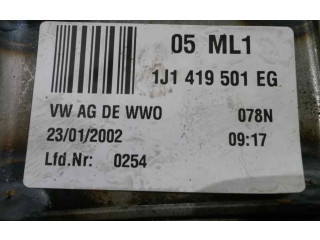 05 ML1
1J1 419 501 EG
VW AG DE WWO 078N
23/01/2002 09:17
Lfd.Nr: 0254